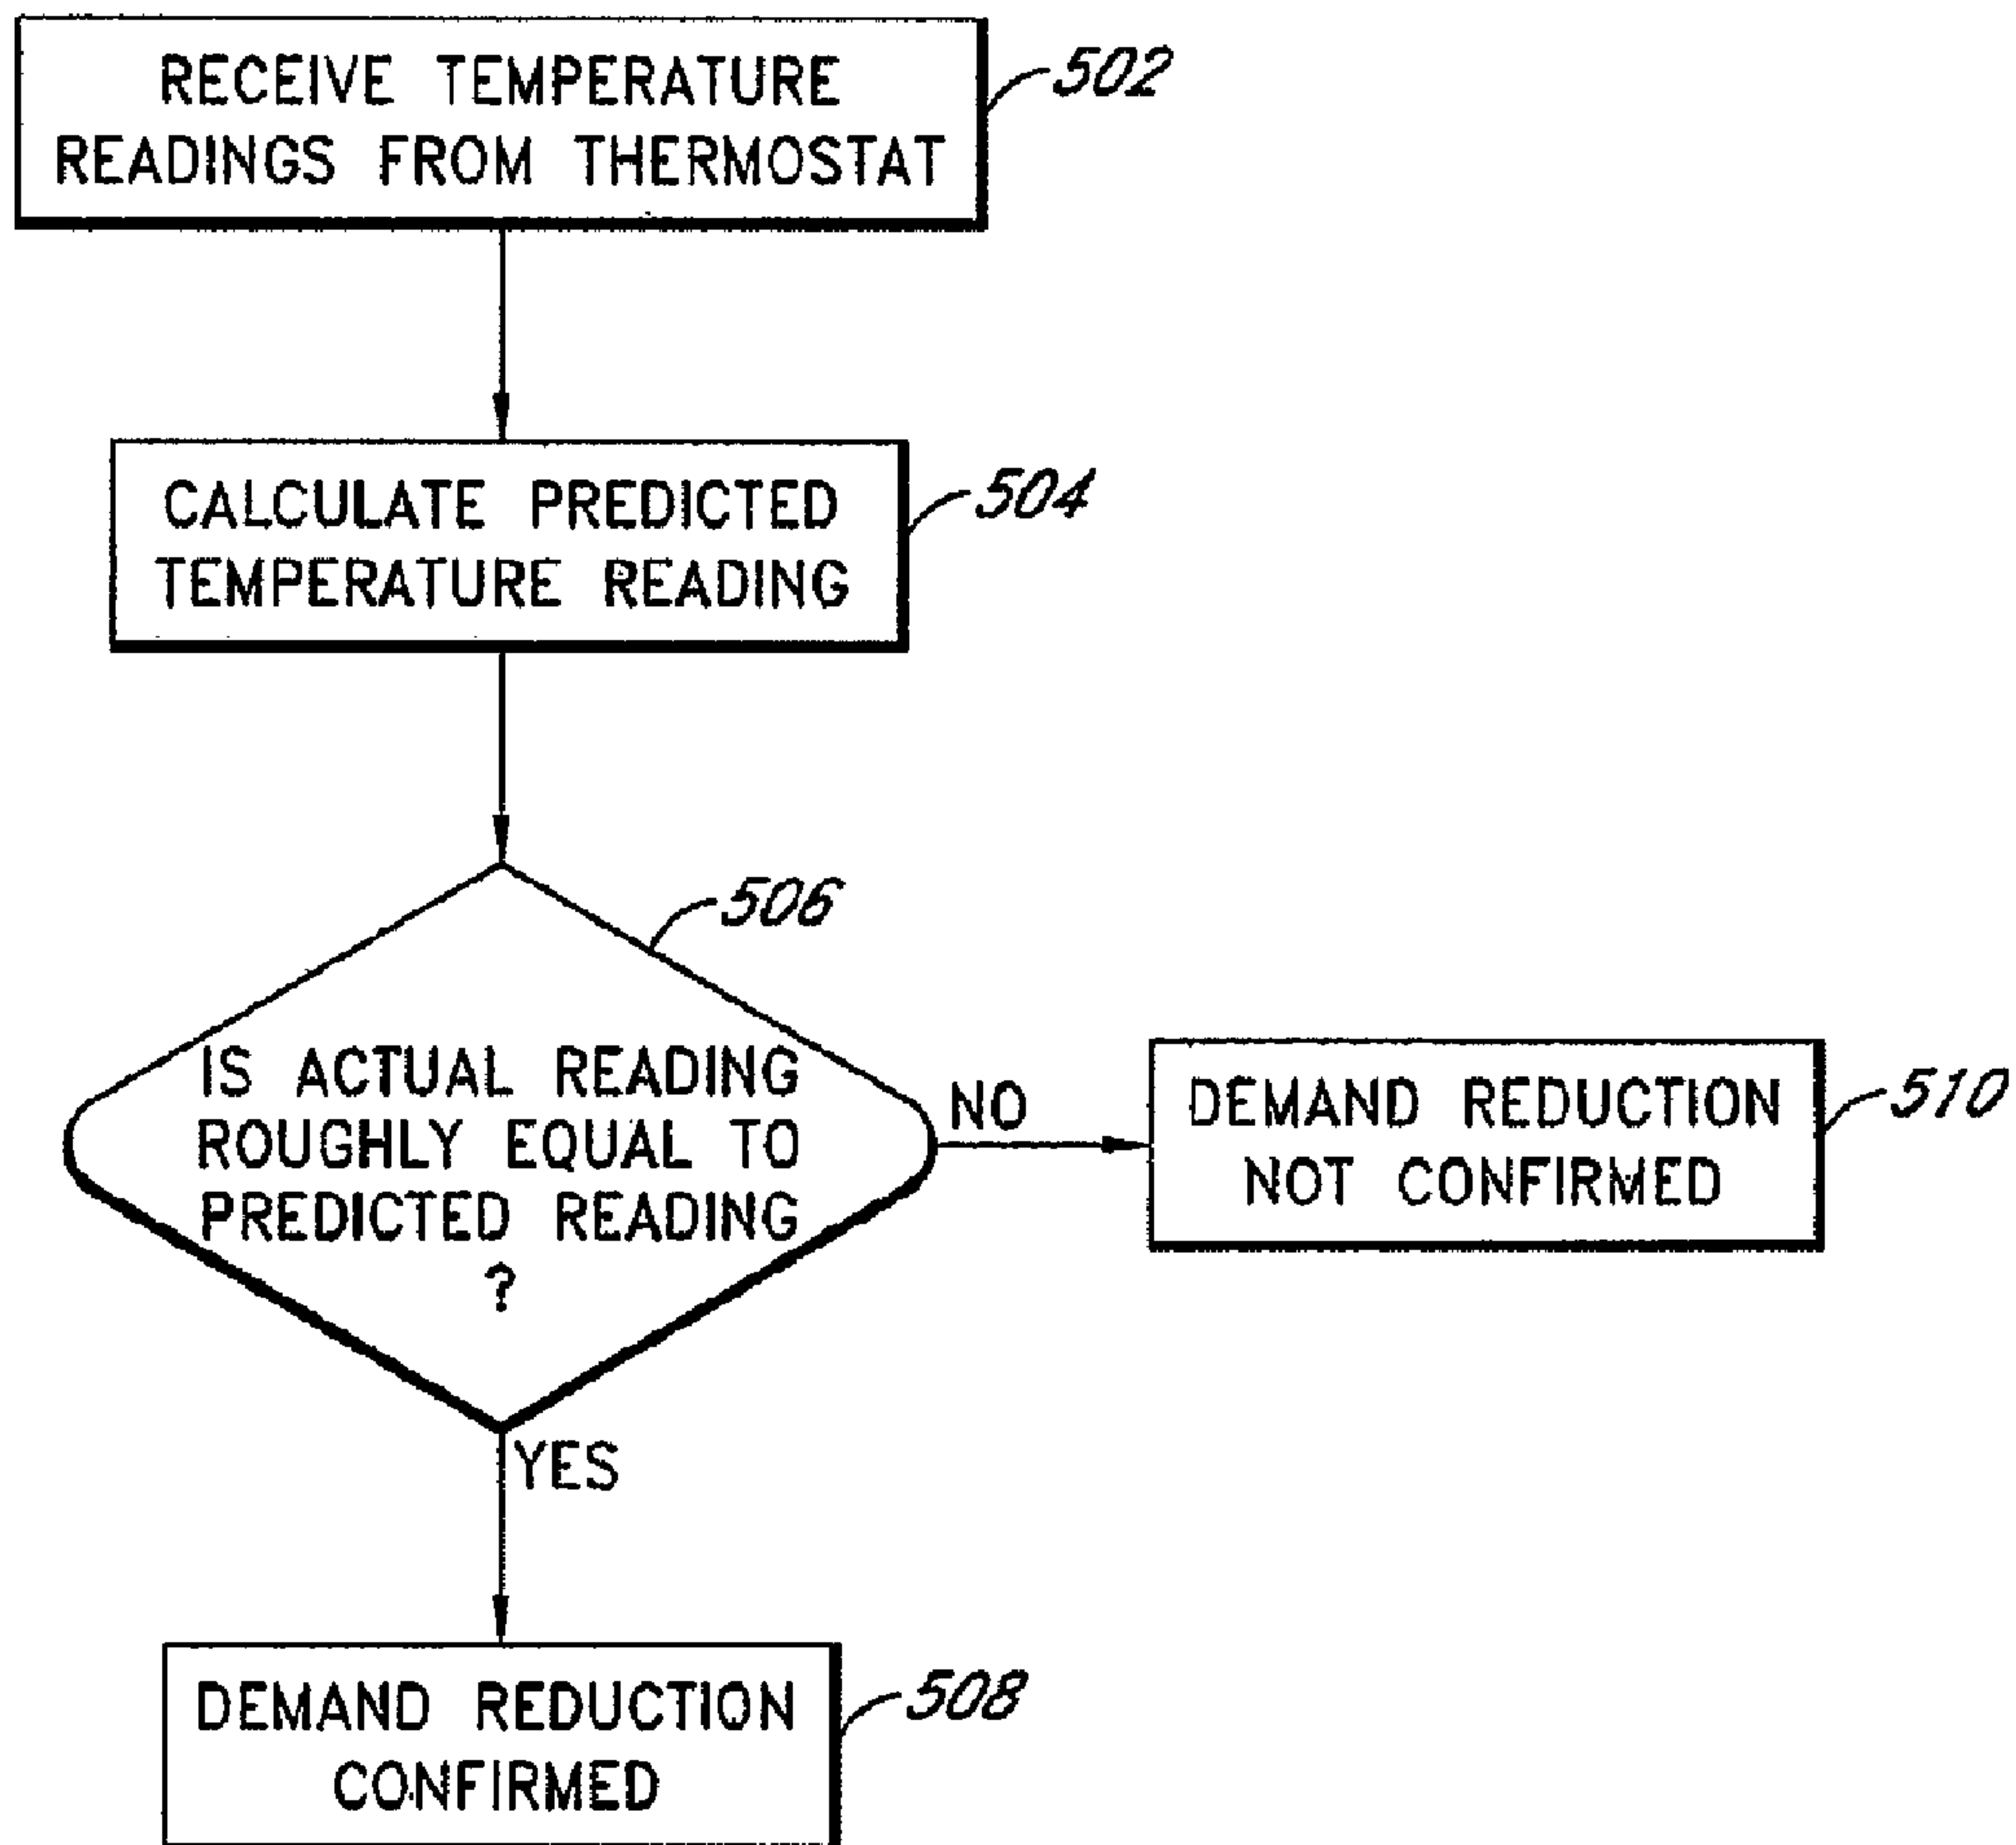 RECEIVE TEMPERATURE
READINGS FROM THERMOSTAT
502
CALCULATE PREDICTED
TEMPERATURE READING
504
506
IS ACTUAL READING
ROUGHLY EQUAL TO
PREDICTED READING
?
NO
DEMAND REDUCTION
NOT CONFIRMED
510
YES
DEMAND REDUCTION
CONFIRMED
508